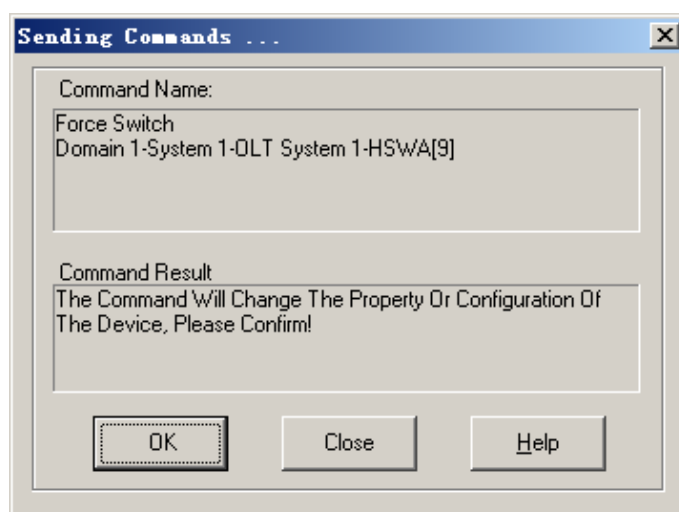 Sending Commands ...
Command Name:
Force Switch
Domain 1-System 1-OLT System 1-HSWA[9]
Command Result
The Command Will Change The Property Or Configuration Of
The Device, Please Confirm!
OK Close Help